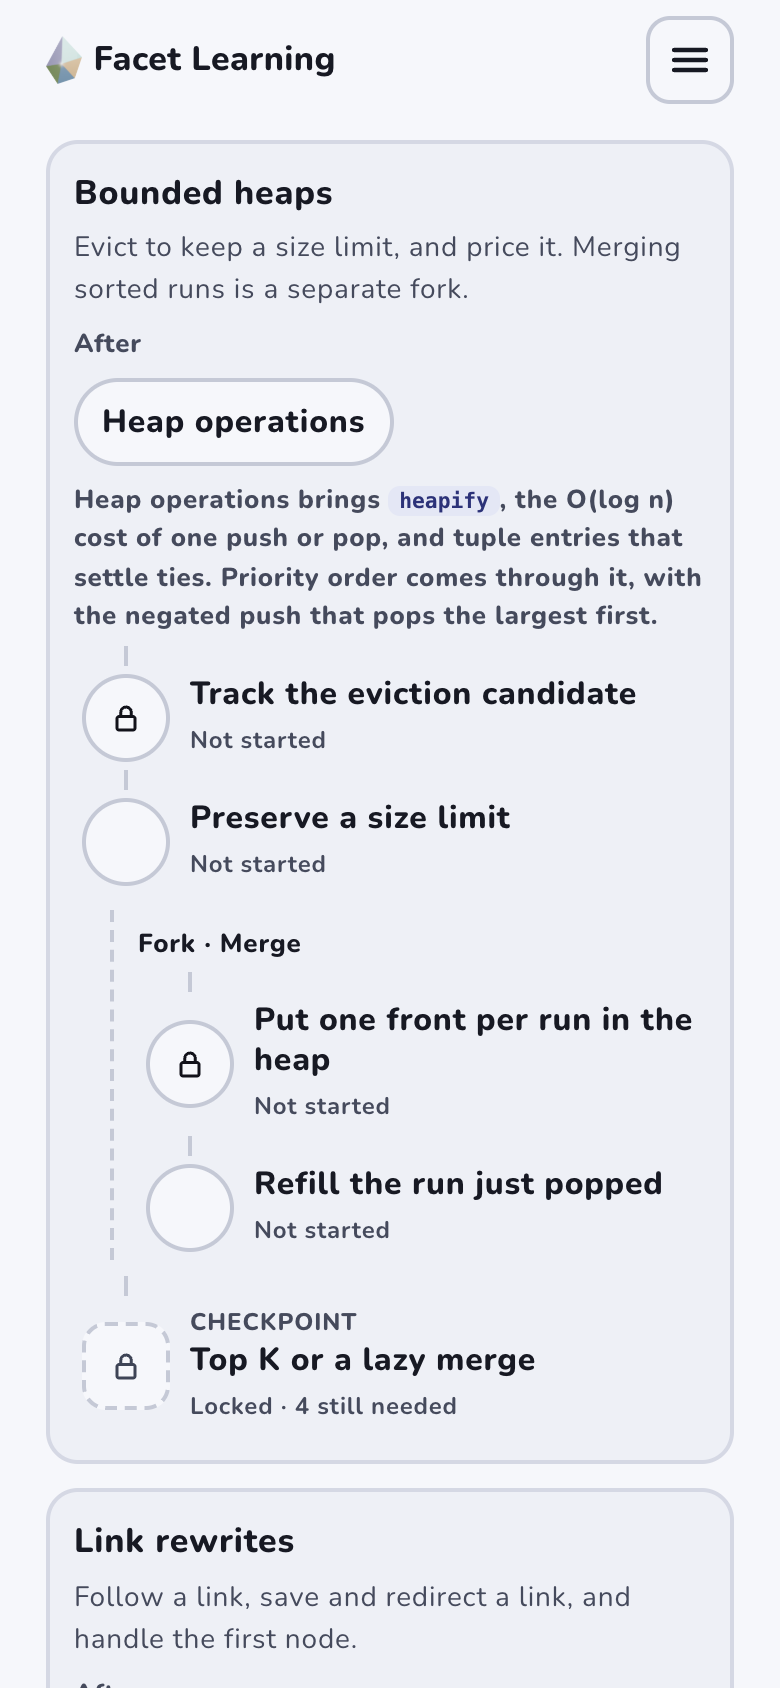 Facet Learning
Bounded heaps
Evict to keep a size limit, and price it. Merging
sorted runs is a separate fork.
After
Heap operations
Heap operations brings heapify, the O(log n)
cost of one push or pop, and tuple entries that
settle ties. Priority order comes through it, with
the negated push that pops the largest first.
Track the eviction candidate
Not started
Preserve a size limit
Not started
Fork · Merge
Put one front per run in the
heap
Not started
Refill the run just popped
Not started
CHECKPOINT
Top K or a lazy merge
Locked · 4 still needed
Link rewrites
Follow a link, save and redirect a link, and
handle the first node.